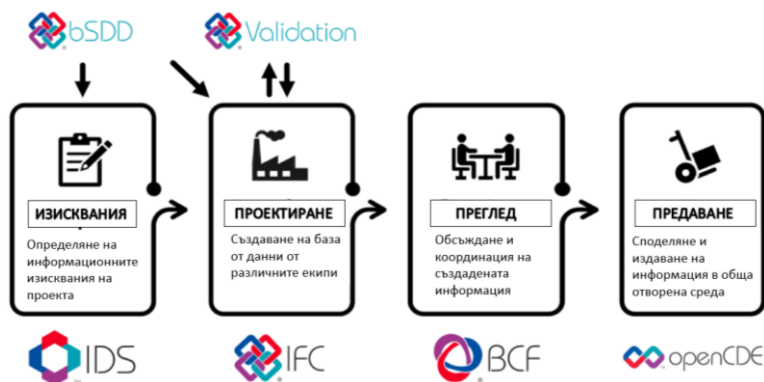 bSDD
Validation
ИЗИСКВАНИЯ
Определяне на
информационните
изисквания на
проекта
ПРОЕКТИРАНЕ
Създаване на база
от данни от
различните екипи
ПРЕГЛЕД
Обсъждане и
координация на
създадената
информация
ПРЕДАВАНЕ
Споделяне и
издаване на
информация в обща
отворена среда
IDS
IFC
BCF
openCDE